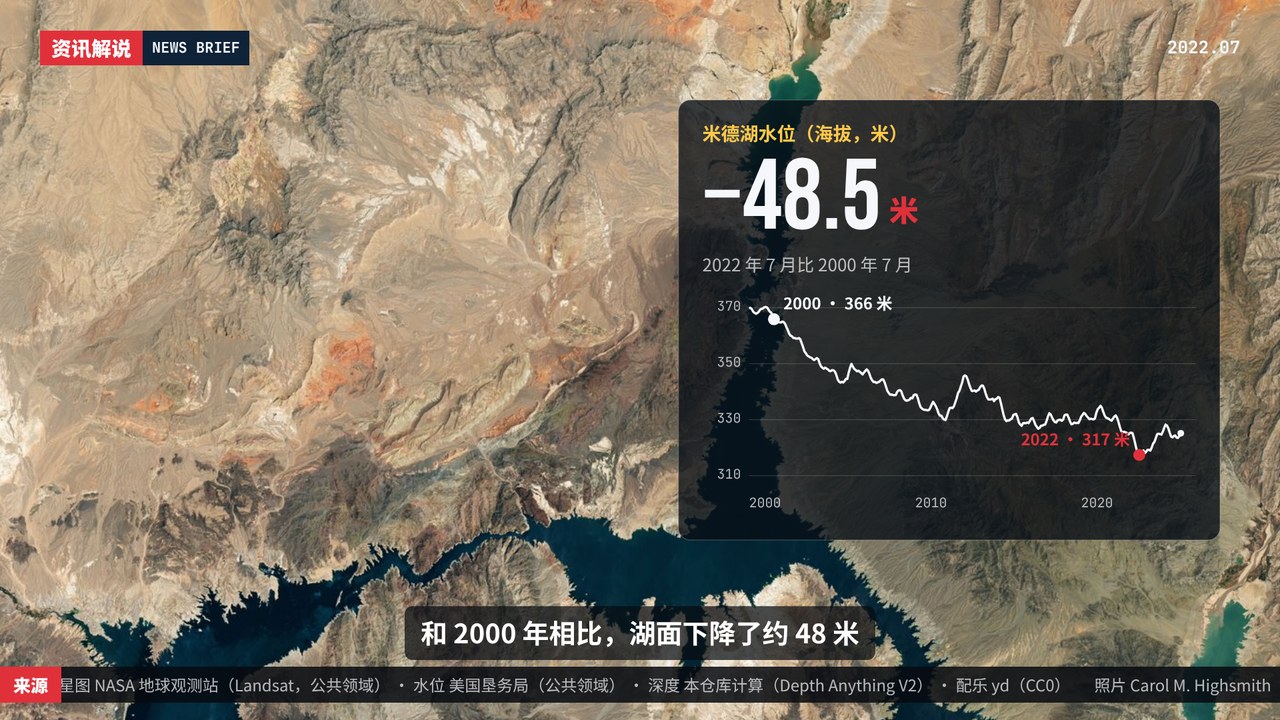 资讯解说 NEWS BRIEF
2022.07
米德湖水位（海拔，米）
−48.5 米
2022 年 7 月比 2000 年 7 月
370
2000 · 366 米
350
330
2022 · 317 米
310
2000 2010 2020
和 2000 年相比，湖面下降了约 48 米
来源 星图 NASA 地球观测站（Landsat，公共领域） · 水位 美国垦务局（公共领域） · 深度 本仓库计算（Depth Anything V2） · 配乐 yd（CC0） 照片 Carol M. Highsmith